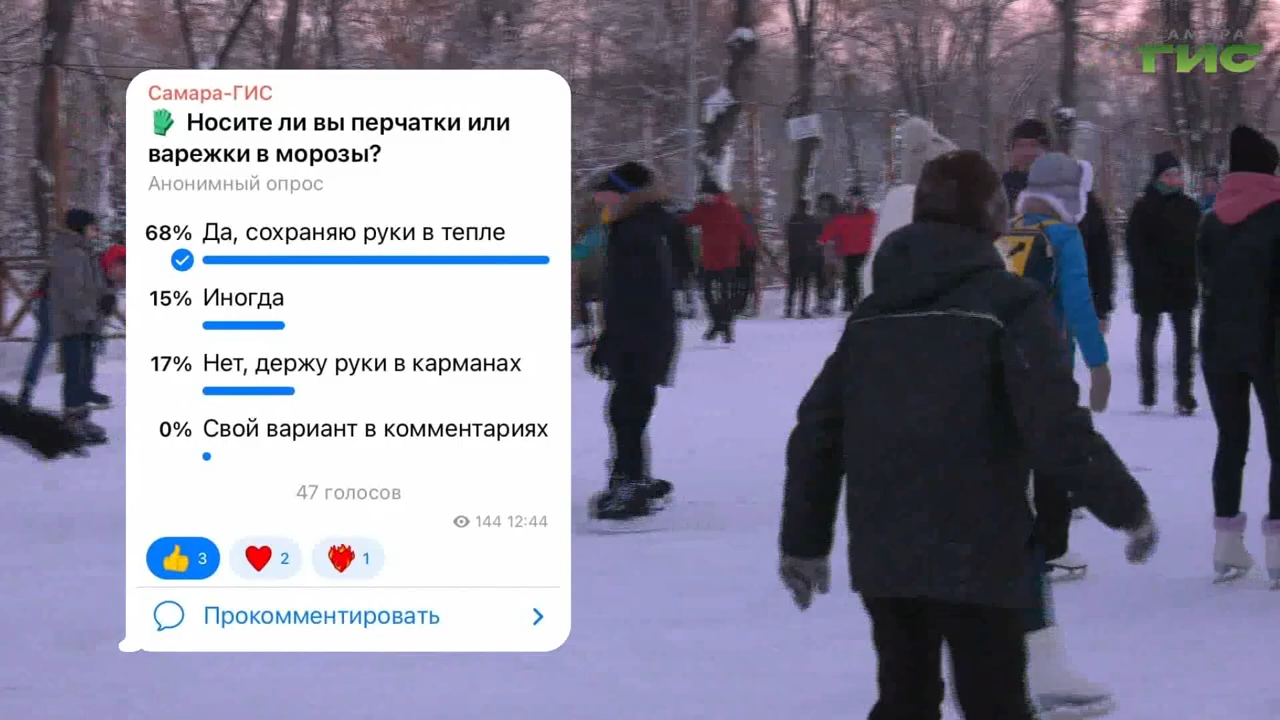 САМАРА
ГИС
Самара-ГИС
Носите ли вы перчатки или
варежки в морозы?
Анонимный опрос
68% Да, сохраняю руки в тепле
15% Иногда
17% Нет, держу руки в карманах
0% Свой вариант в комментариях
47 голосов
144 12:44
3 2 1
Прокомментировать